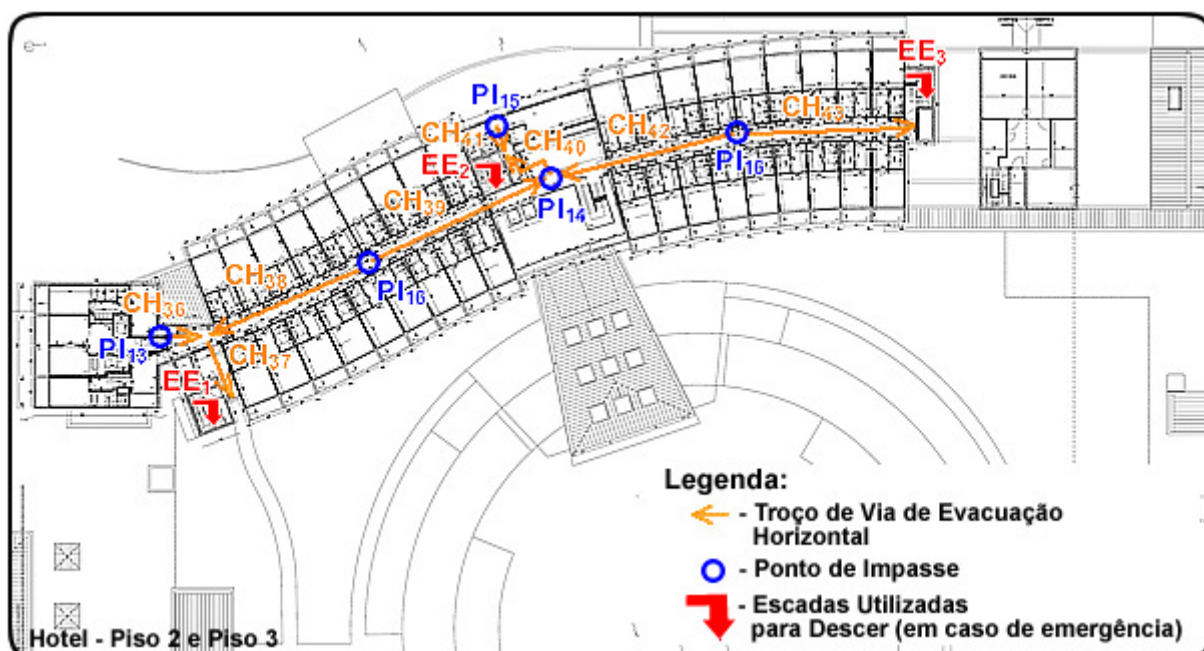 EE3
PI15
CH43
CH41
CH40
CH42
EE2
PI16
CH39
PI14
CH38
PI16
CH36
PI13
CH37
EE1
Legenda:
- Troço de Via de Evacuação
Horizontal
- Ponto de Impasse
- Escadas Utilizadas
para Descer (em caso de emergência)
Hotel - Piso 2 e Piso 3